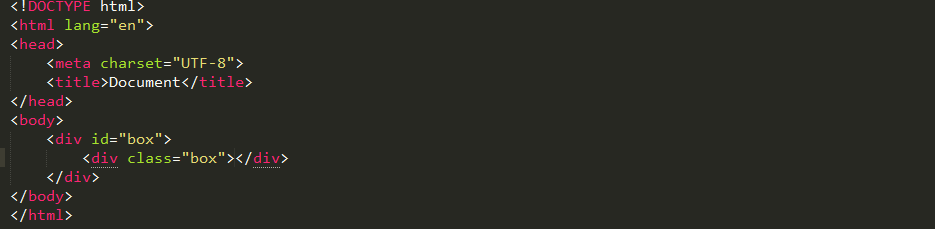 <!DOCTYPE html>
<html lang="en">
<head>
    <meta charset="UTF-8">
    <title>Document</title>
</head>
<body>
    <div id="box">
        <div class="box"></div>
    </div>
</body>
</html>